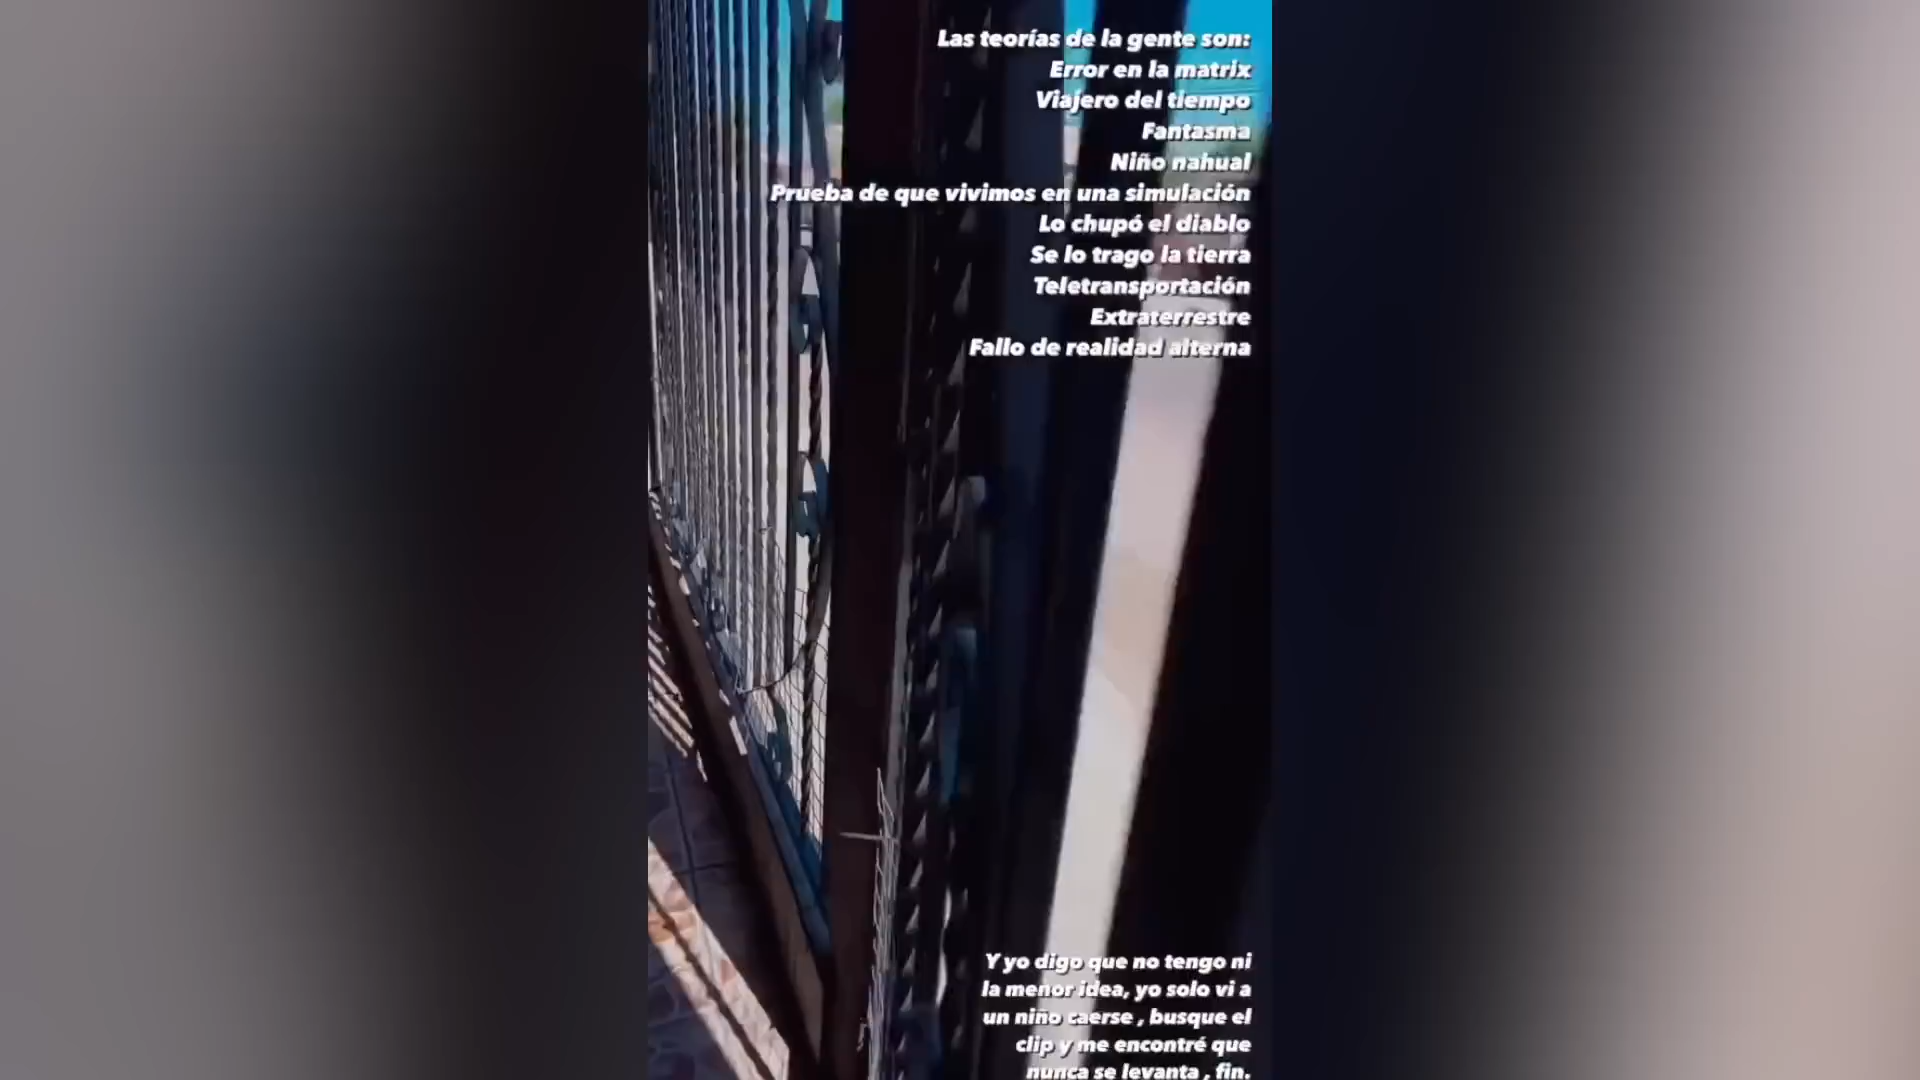 Las teorías de la gente son:
Error en la matrix
Viajero del tiempo
Fantasma
Niño nahual
Prueba de que vivimos en una simulación
Lo chupó el diablo
Se lo trago la tierra
Teletransportación
Extraterrestre
Fallo de realidad alterna
Y yo digo que no tengo ni
la menor idea, yo solo vi a
un niño caerse , busque el
clip y me encontré que
nunca se levanta , fin.